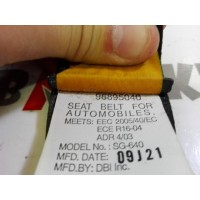 96895040
SEAT BELT FOR
AUTOMOBILES.
MEETS: EEC 2005/40/EC
ECE R16-04
ADR 4/03
MODEL No.: SG-640
MFD. DATE: 09J21
MFD.BY: DBI Inc.